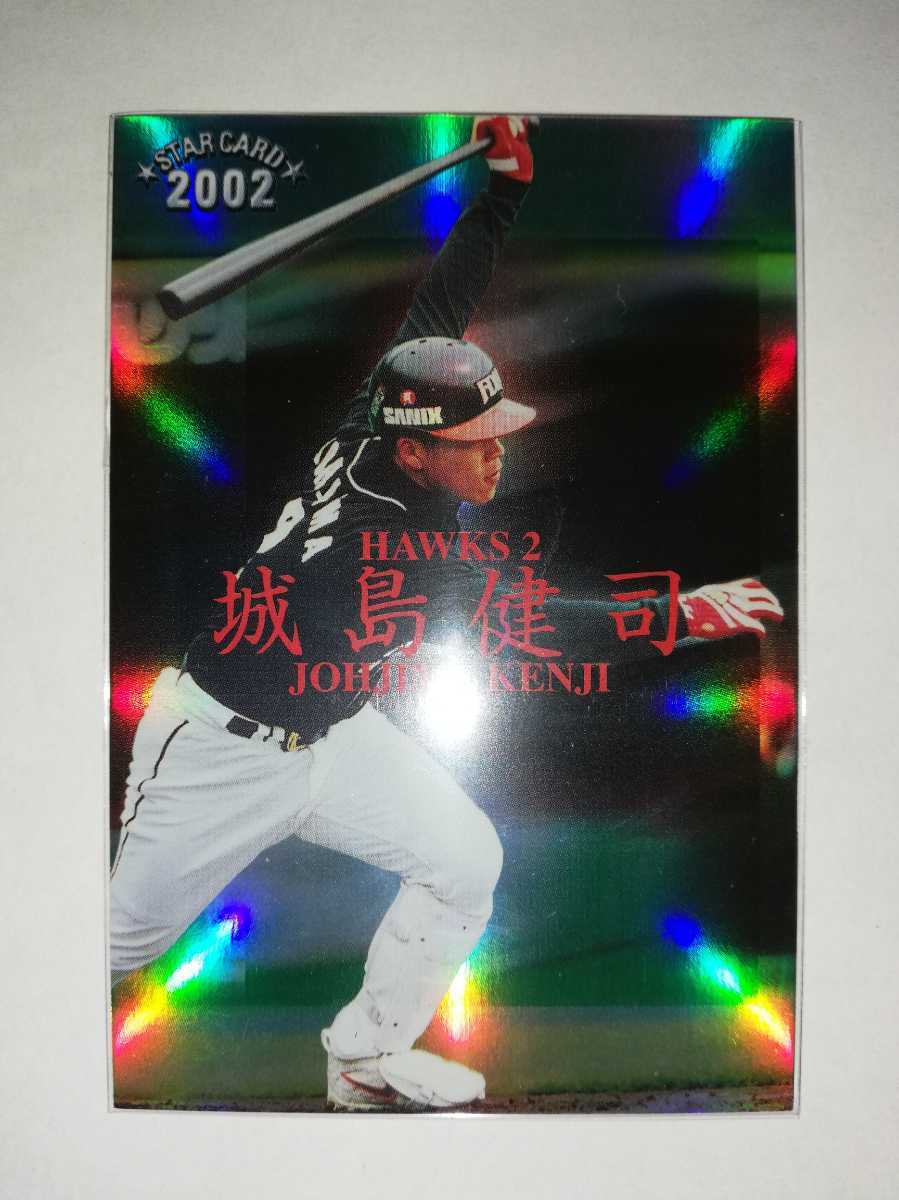 STAR CARD
2002
SANIX
HAWKS 2
城島健司
KENJI